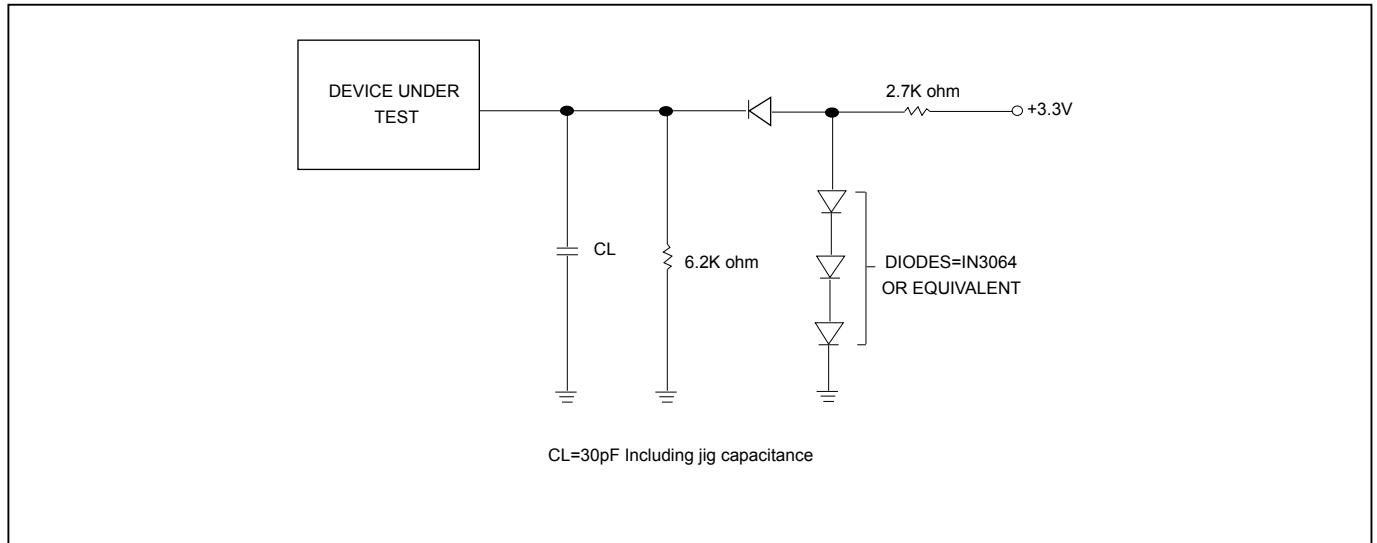 DEVICE UNDER
TEST
2.7K ohm
+3.3V
CL
6.2K ohm
DIODES=IN3064
OR EQUIVALENT
CL=30pF Including jig capacitance